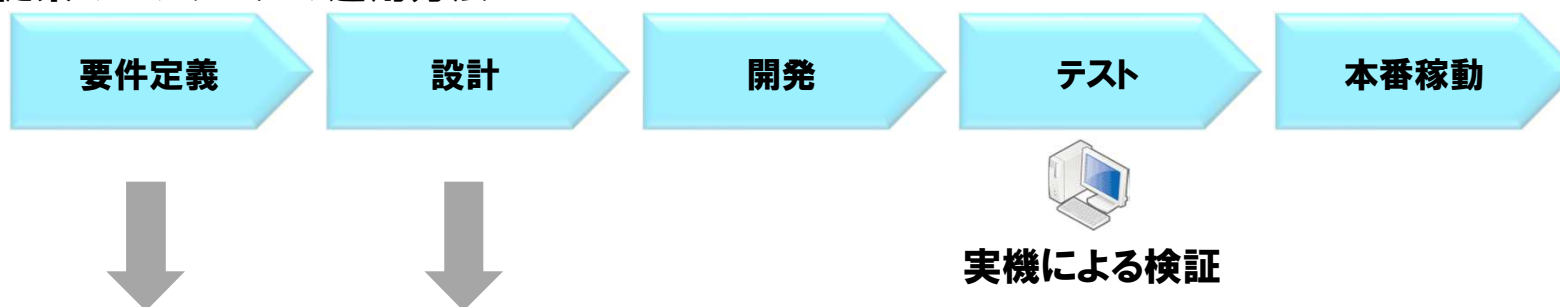 要件定義
設計
開発
テスト
本番稼動
実機による検証